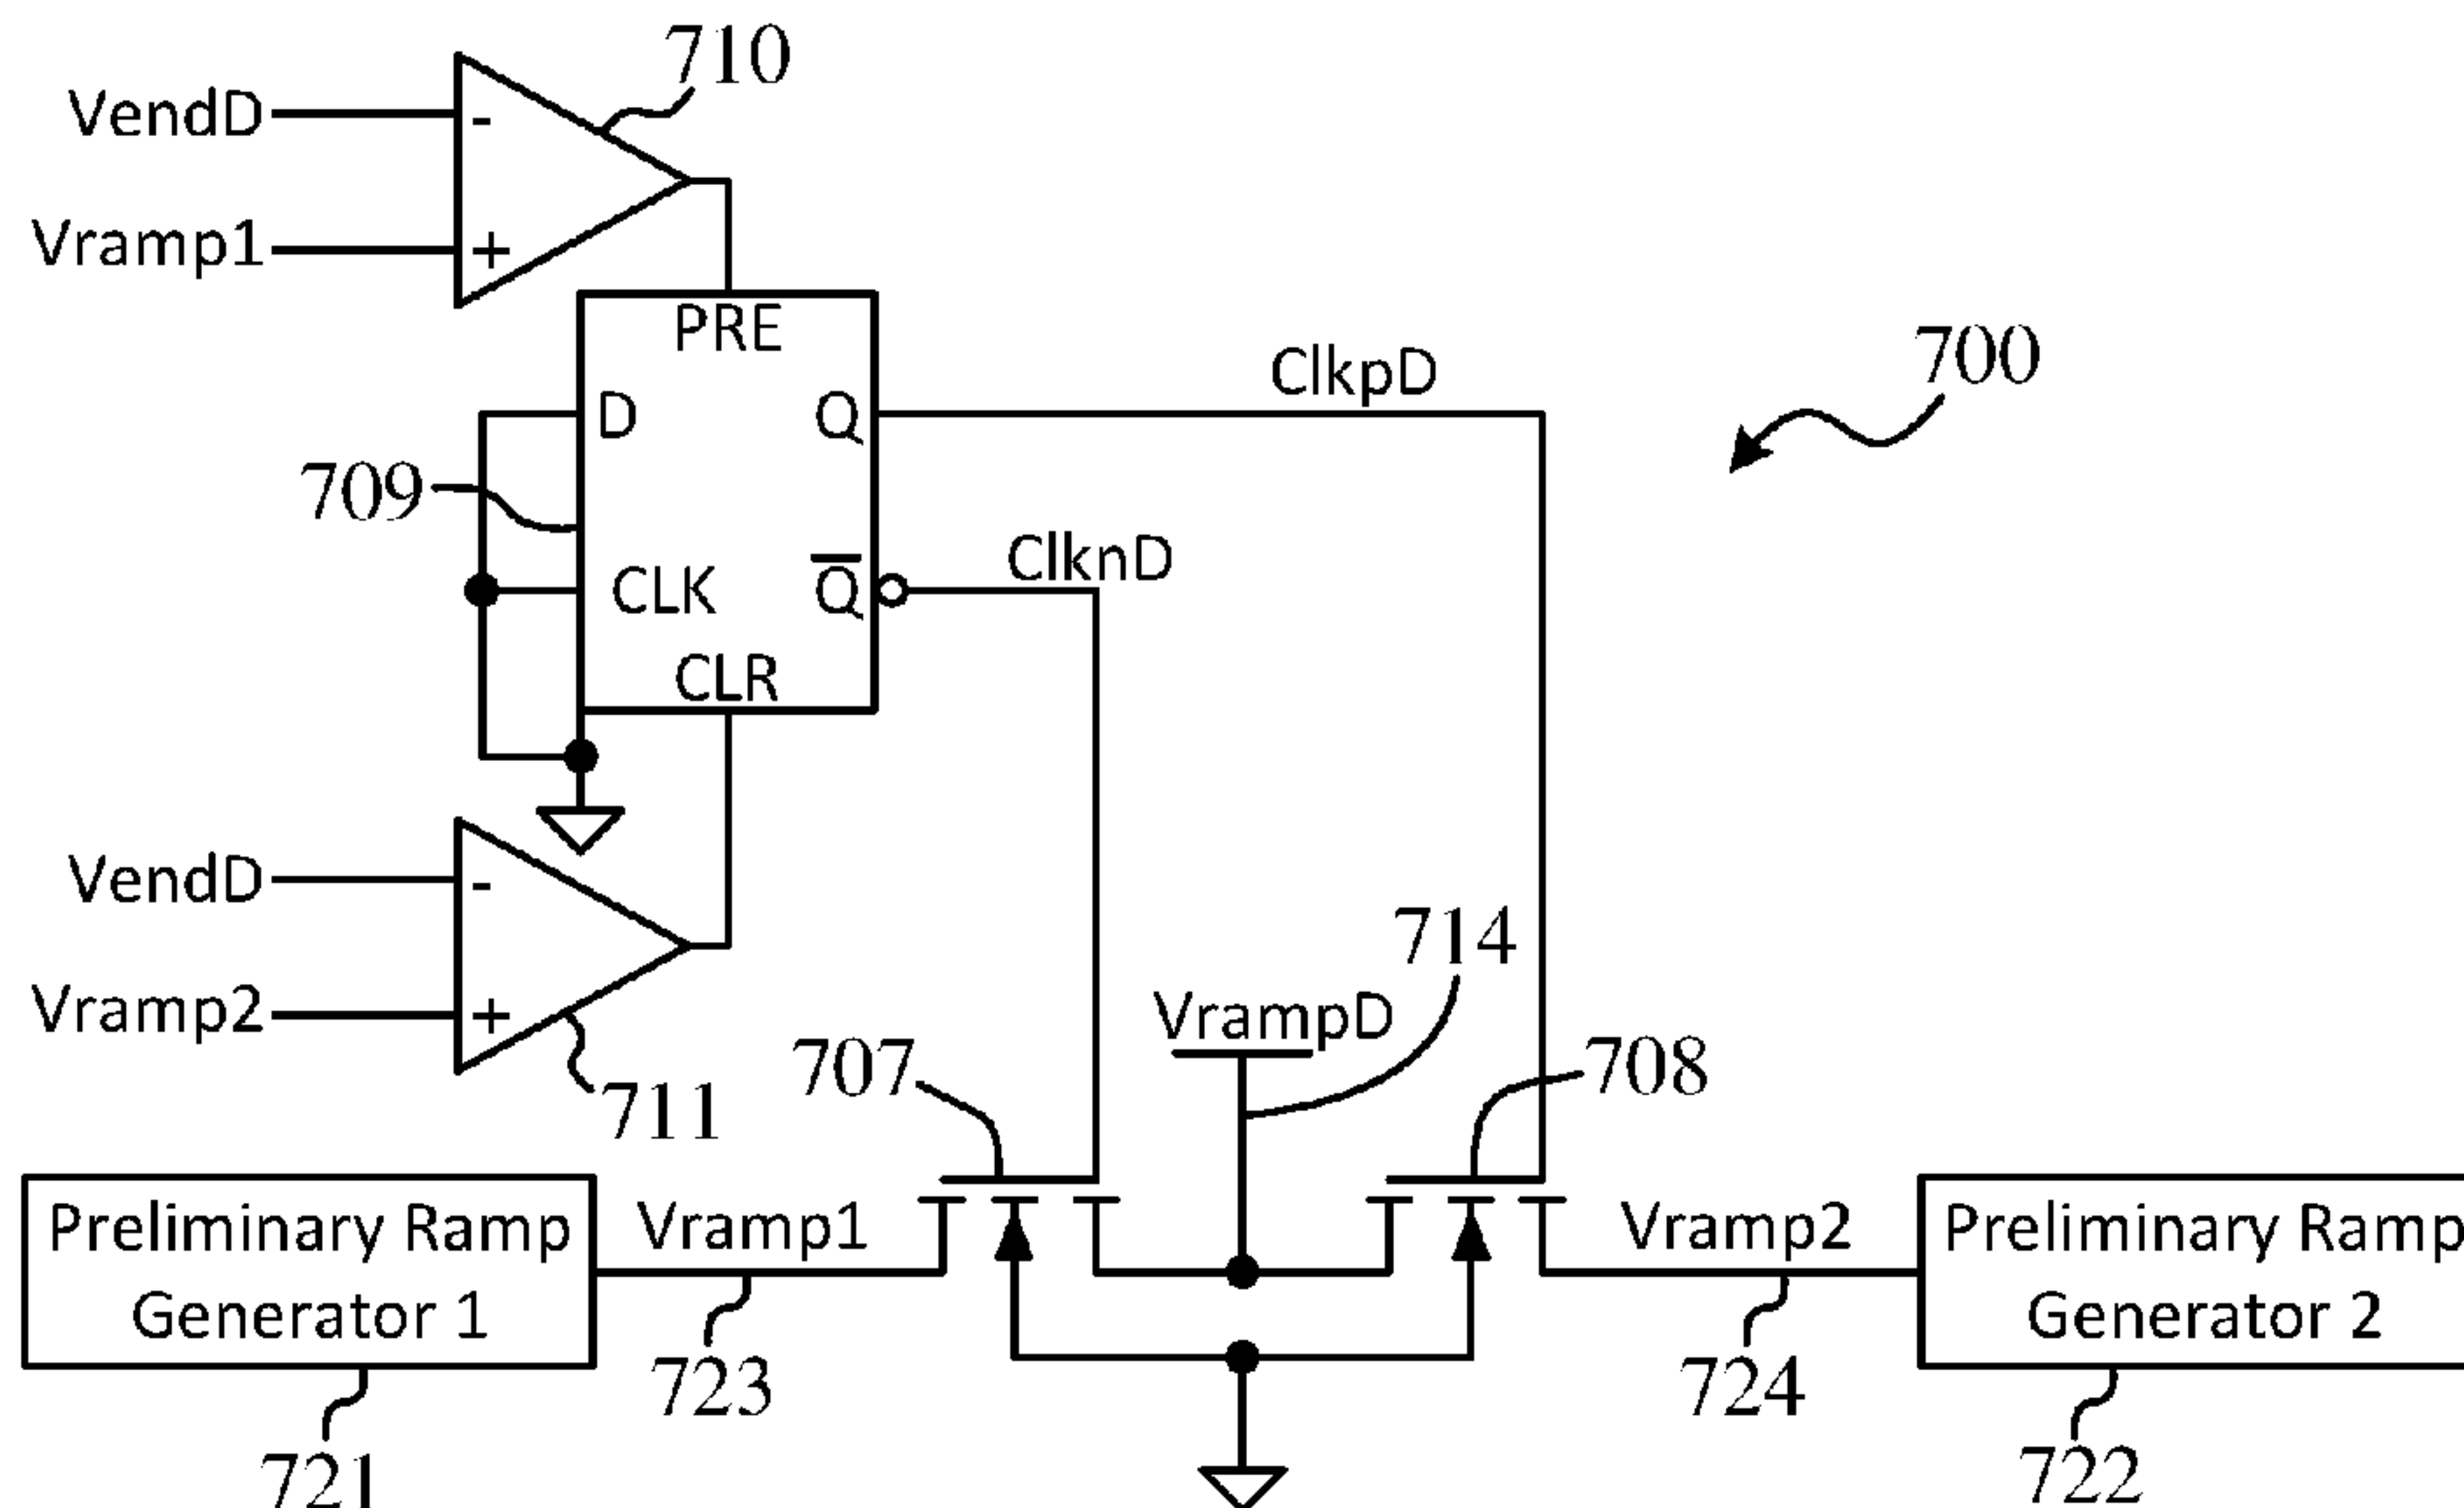 710
VendD
-
Vramp1
+
PRE
D
Q
ClkpD
700
709
CLK
Q
ClknD
CLR
VendD
-
Vramp2
+
711
707
VrampD
714
708
Preliminary Ramp
Generator 1
Vramp1
Vramp2
Preliminary Ramp
Generator 2
723
724
721
722